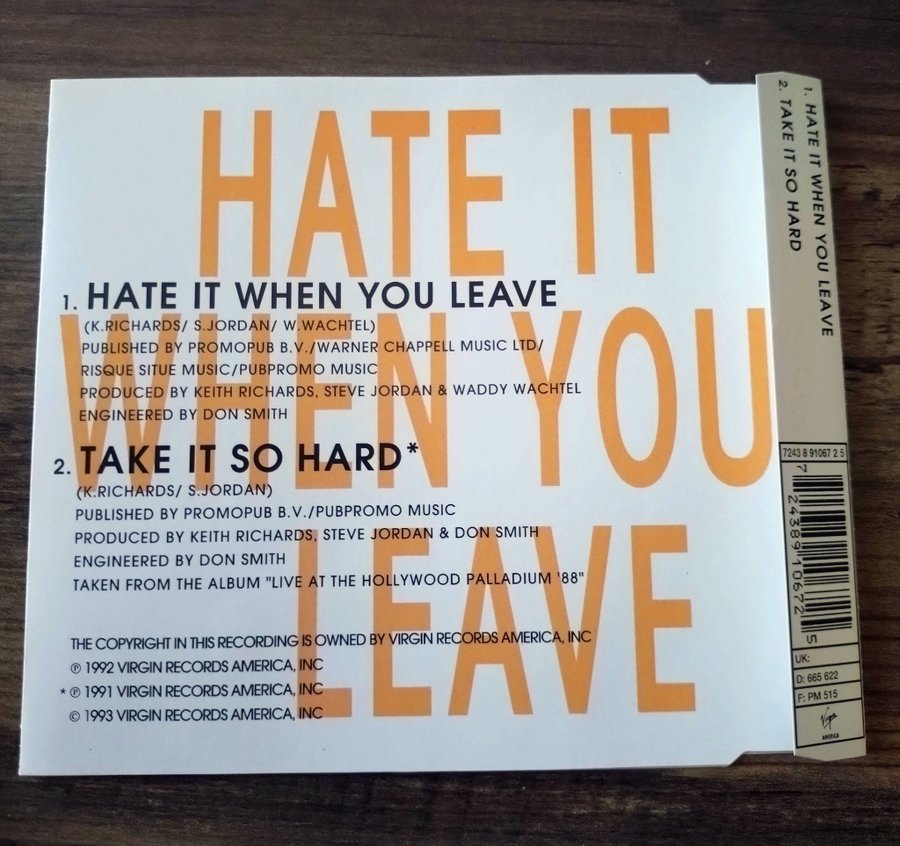 HATE IT
WHEN YOU
LEAVE
1. HATE IT WHEN YOU LEAVE
(K.RICHARDS/ S.JORDAN/ W.WACHTEL)
PUBLISHED BY PROMOPUB B.V./WARNER CHAPPELL MUSIC LTD/
RISQUE SITUE MUSIC/PUBPROMO MUSIC
PRODUCED BY KEITH RICHARDS, STEVE JORDAN & WADDY WACHTEL
ENGINEERED BY DON SMITH
2. TAKE IT SO HARD*
(K.RICHARDS/ S.JORDAN)
PUBLISHED BY PROMOPUB B.V./PUBPROMO MUSIC
PRODUCED BY KEITH RICHARDS, STEVE JORDAN & DON SMITH
ENGINEERED BY DON SMITH
TAKEN FROM THE ALBUM "LIVE AT THE HOLLYWOOD PALLADIUM '88"
THE COPYRIGHT IN THIS RECORDING IS OWNED BY VIRGIN RECORDS AMERICA, INC
℗ 1992 VIRGIN RECORDS AMERICA, INC
* ℗ 1991 VIRGIN RECORDS AMERICA, INC
© 1993 VIRGIN RECORDS AMERICA, INC
1. HATE IT WHEN YOU LEAVE
2. TAKE IT SO HARD
7243 8 91067 2 5
7 24389 10672 5
UK:
D: 665 622
F: PM 515
Virgin
AMERICA